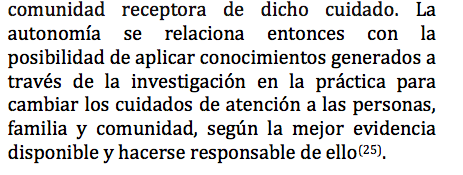 comunidad receptora de dicho cuidado. La
autonomía se relaciona entonces con la
posibilidad de aplicar conocimientos generados a
través de la investigación en la práctica para
cambiar los cuidados de atención a las personas,
familia y comunidad, según la mejor evidencia
disponible y hacerse responsable de ello(25).